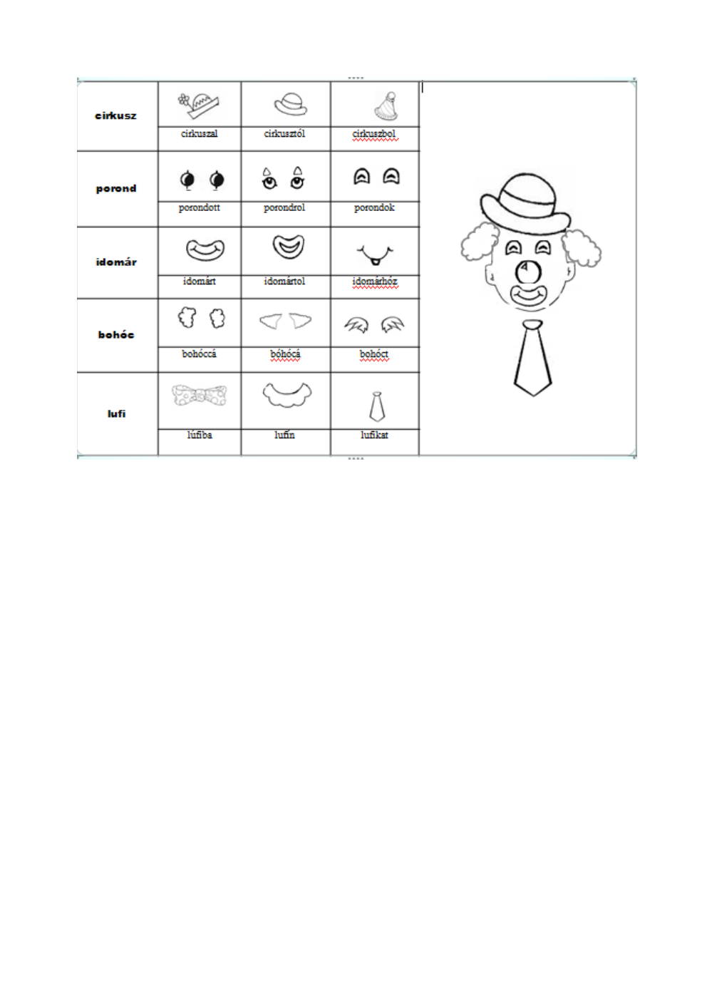 cirkusz
cirkuszal cirkusztól cirkuszbol
porond
porondott porondrol porondok
idomár
idomárt idomártol idomárhóz
bohóc
bohóccá bóhócá bohóct
lufi
lúfiba lufin lufikat